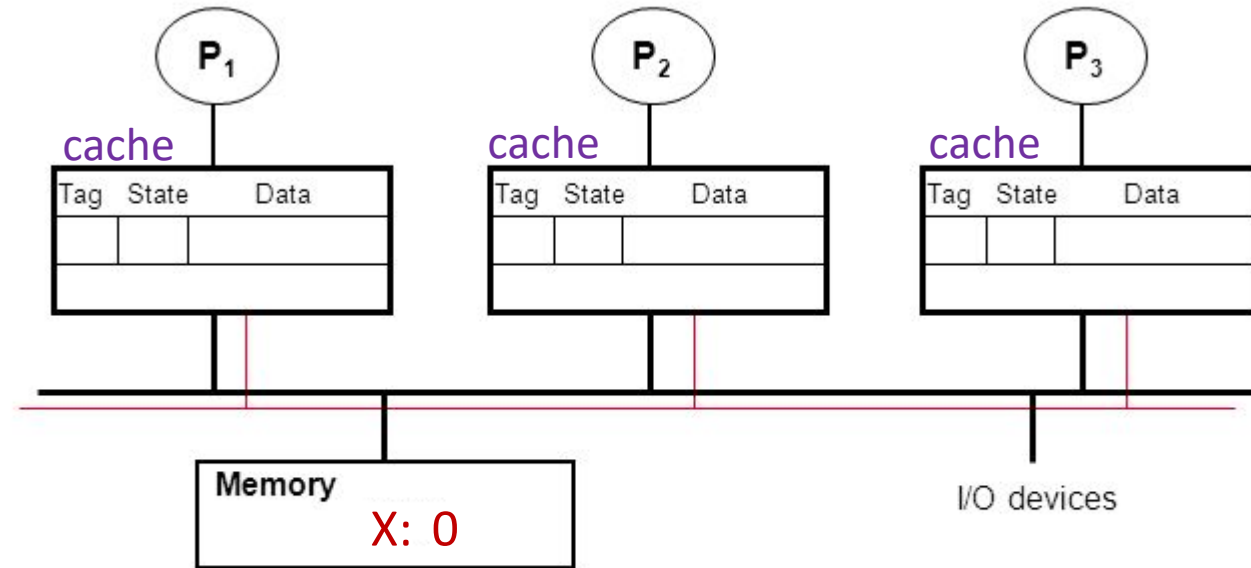 P₁ P₂ P₃
cache cache cache
Tag State Data Tag State Data Tag State Data
Memory
X: 0
I/O devices